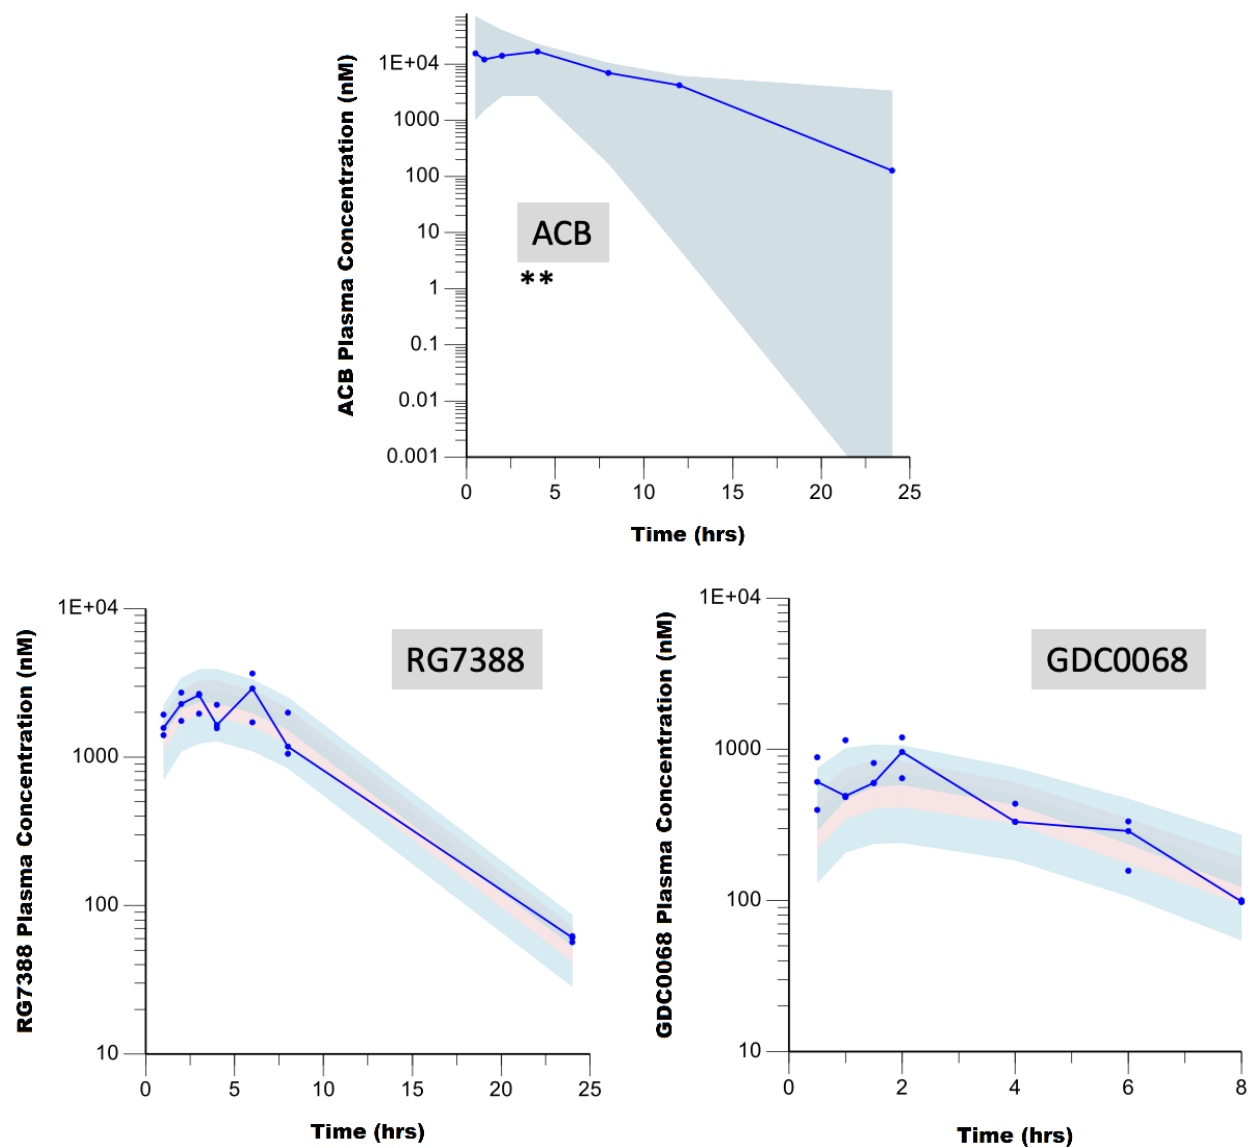 ACB Plasma Concentration (nM)
1E+04
1000
100
10
1
0.1
0.01
0.001
ACB
**
0 5 10 15 20 25
Time (hrs)
RG7388 Plasma Concentration (nM)
1E+04
1000
100
10
RG7388
0 5 10 15 20 25
Time (hrs)
GDC0068 Plasma Concentration (nM)
1E+04
1000
100
10
GDC0068
0 2 4 6 8
Time (hrs)